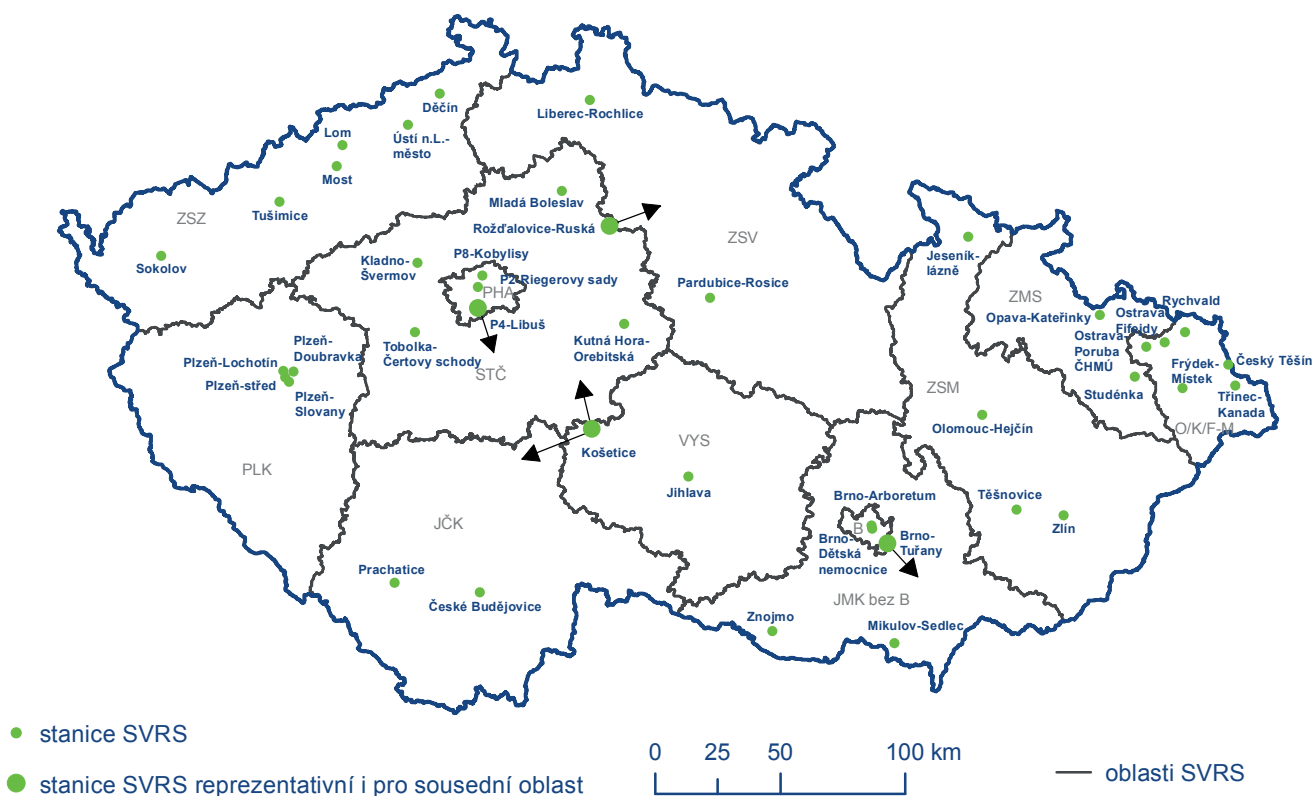 Děčín
Liberec-Rochlice
Lom
Ústí n.L.-
město
Most
Mladá Boleslav
Tušimice
ZSZ
Rožďalovice-Ruská
ZSV
Sokolov
Kladno-
Švermov
P8-Kobylisy
P2-Riegerovy sady
PHA
P4-Libuš
Pardubice-Rosice
Jeseník-
lázně
ZMS
Opava-Kateřinky
Rychvald
Ostrava
Fifejdy
Ostrava-
Poruba
ČHMÚ
Tobolka-
Čertovy schody
STČ
Kutná Hora-
Orebitská
Plzeň-Lochotín
Plzeň-
Doubravka
Plzeň-střed
Plzeň-
Slovany
Český Těšín
Frýdek-
Místek
Studénka
Třinec-
Kanada
O/K/F-M
ZSM
Olomouc-Hejčín
PLK
Košetice
VYS
Jihlava
JČK
Brno-Arboretum
B
Brno-
Dětská
nemocnice
Brno-
Tuřany
Těšnovice
Zlín
Prachatice
České Budějovice
JMK bez B
Znojmo
Mikulov-Sedlec
stanice SVRS
stanice SVRS reprezentativní i pro sousední oblast
0 25 50 100 km
oblasti SVRS